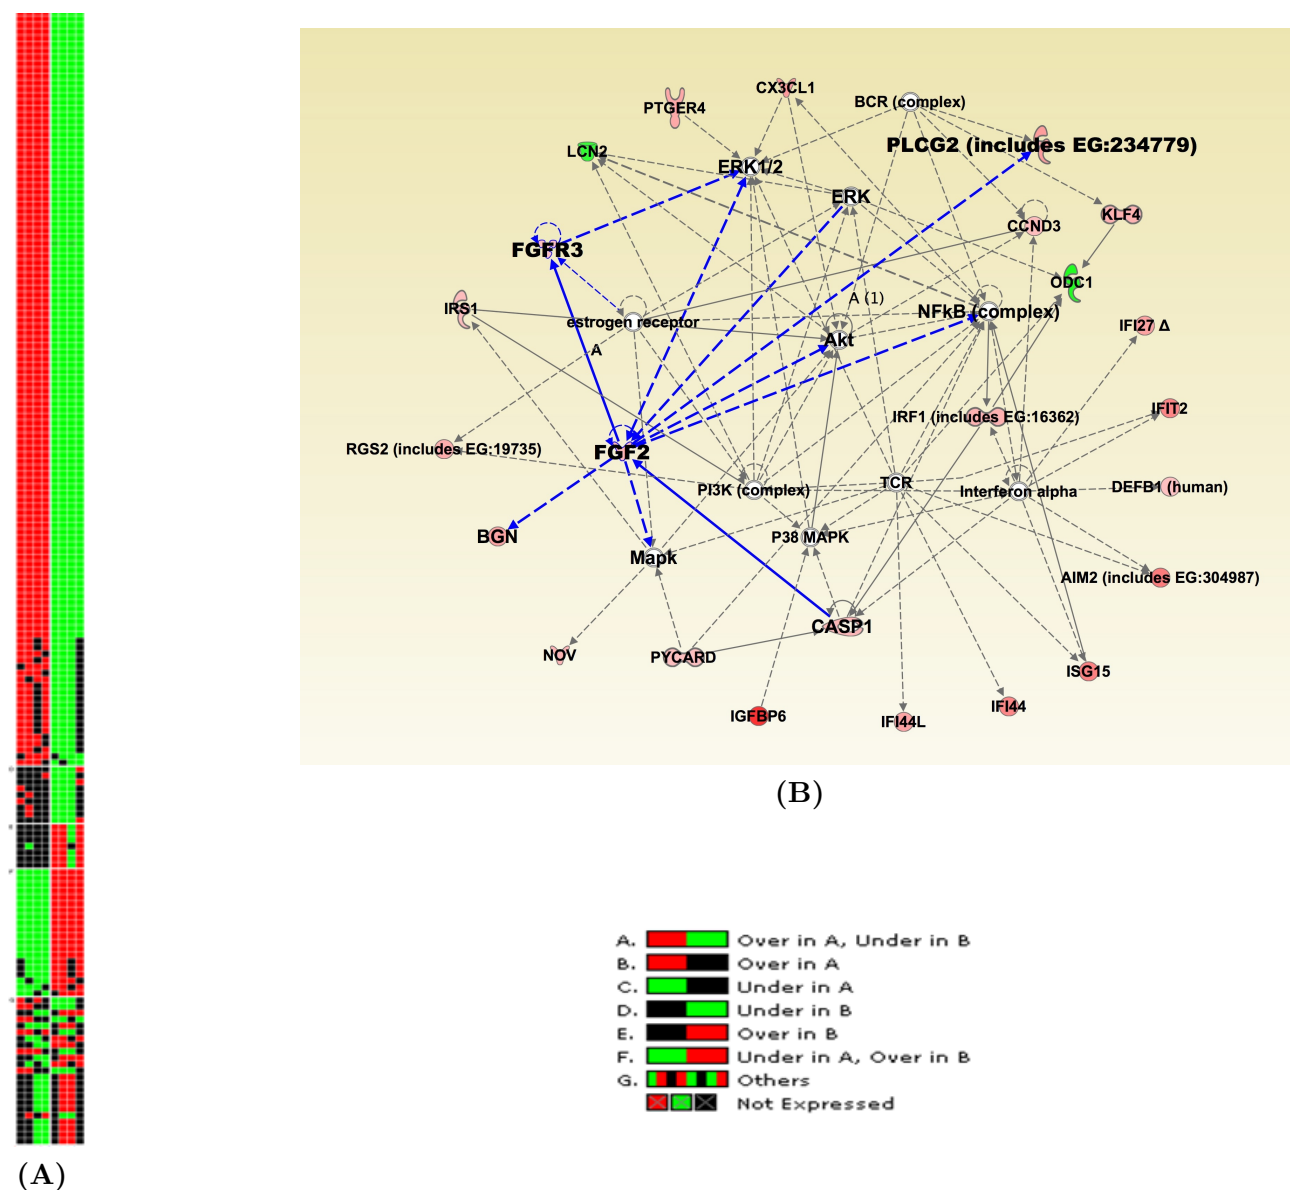 CX3CL1
PTGER4
BCR (complex)
PLCG2 (includes EG:234779)
LCN2
ERK1/2
ERK
KLF4
CCND3
FGFR3
ODC1
A (1)
IRS1
NFkB (complex)
estrogen receptor
IFI27 Δ
Akt
A
IFIT2
IRF1 (includes EG:16362)
RGS2 (includes EG:19735)
FGF2
PI3K (complex)
TCR
Interferon alpha
DEFB1 (human)
BGN
P38 MAPK
Mapk
AIM2 (includes EG:304987)
CASP1
NOV
PYCARD
ISG15
IGFBP6
IFI44L
IFI44
(B)
A. Over in A, Under in B
B. Over in A
C. Under in A
D. Under in B
E. Over in B
F. Under in A, Over in B
G. Others
Not Expressed
(A)